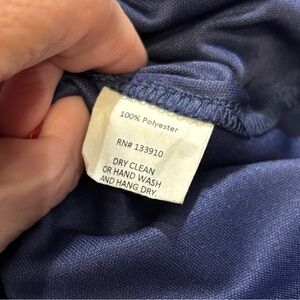 100% Polyester
RN# 133910
DRY CLEAN
OR HAND WASH
AND HANG DRY.